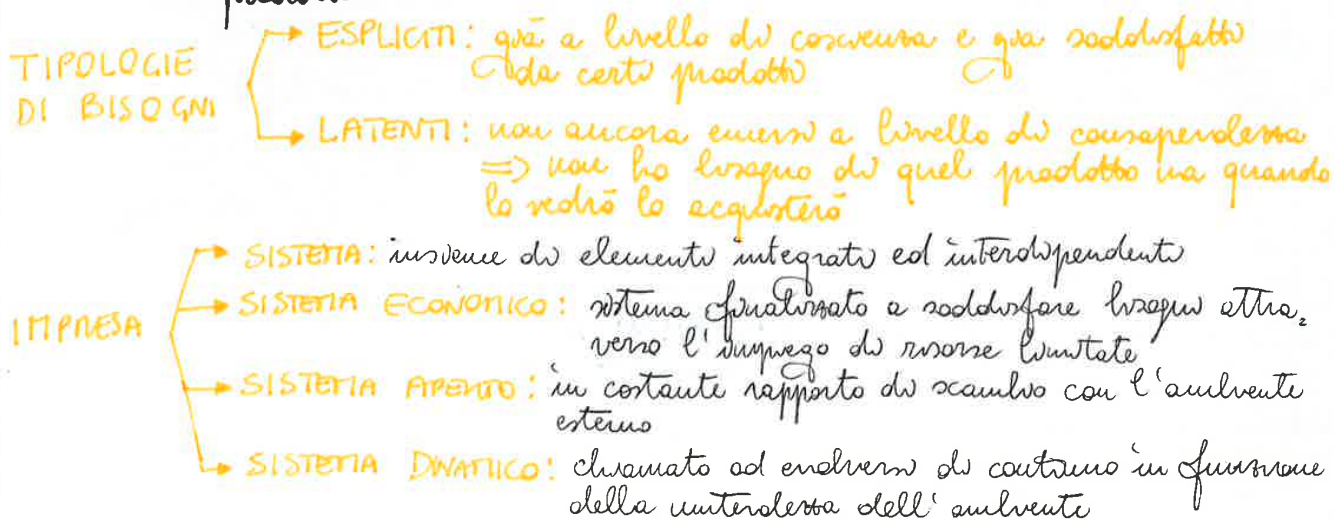 TIPOLOGIE
DI BISOGNI
ESPLICITI: già a livello di coscienza e già soddisfatti
da certi prodotti
LATENTI: non ancora emersi a livello di consapevolezza
=> non ho bisogno di quel prodotto ma quando
lo vedrò lo acquisterò
IMPRESA
SISTEMA: insieme di elementi integrati ed interdipendenti
SISTEMA ECONOMICO: sistema finalizzato a soddisfare bisogni attra=
verso l'impiego di risorse limitate
SISTEMA APERTO: in costante rapporto di scambio con l'ambiente
esterno
SISTEMA DINAMICO: chiamato ad evolversi di continuo in funzione
della mutevolezza dell'ambiente